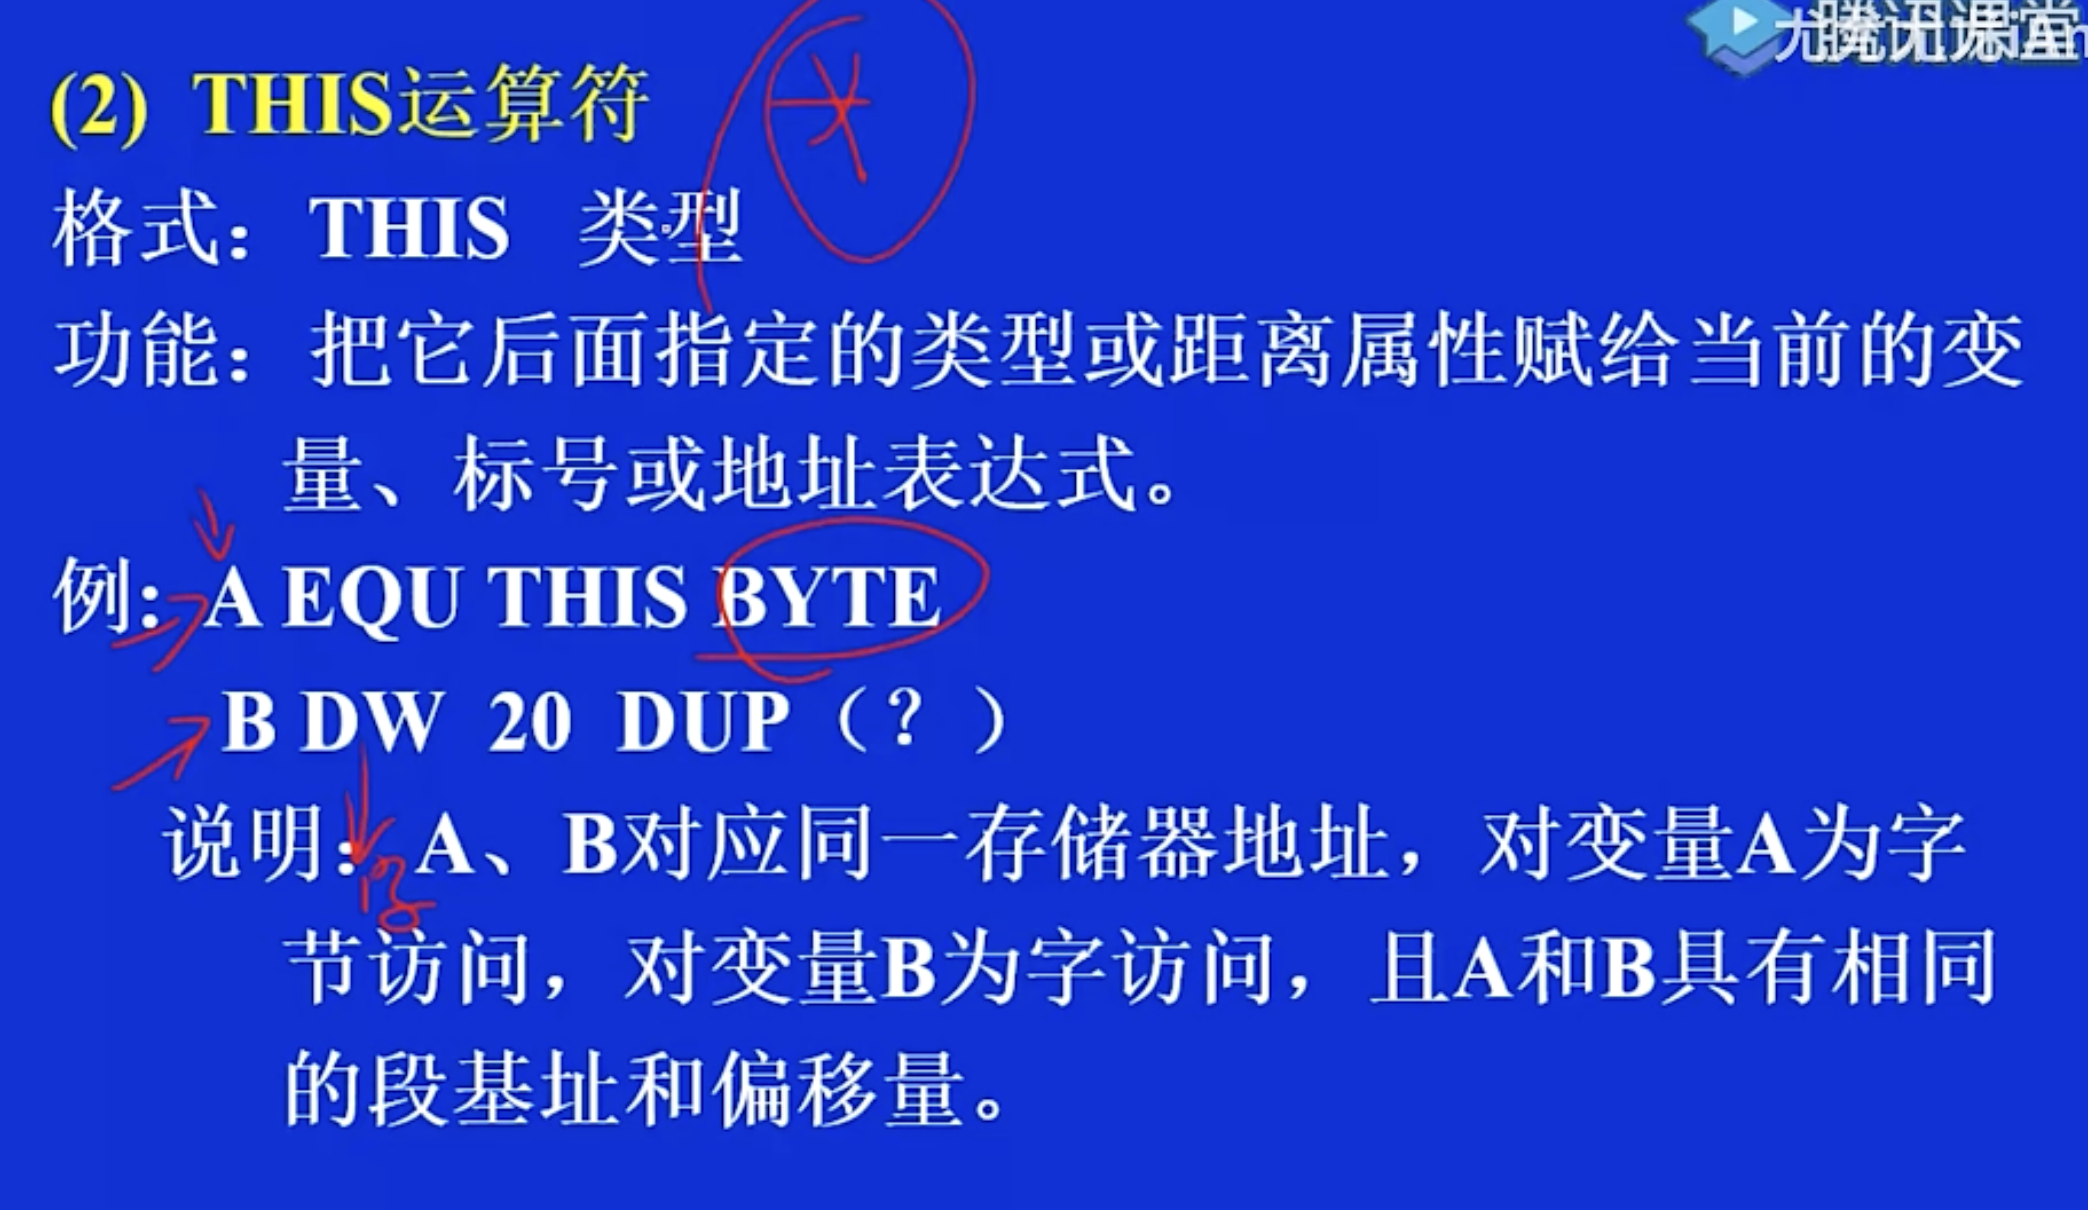 腾讯课堂
(2) THIS运算符
格式：THIS 类型
功能：把它后面指定的类型或距离属性赋给当前的变
量、标号或地址表达式。
例：A EQU THIS BYTE
B DW 20 DUP（？）
说明：A、B对应同一存储器地址，对变量A为字
节访问，对变量B为字访问，且A和B具有相同
的段基址和偏移量。